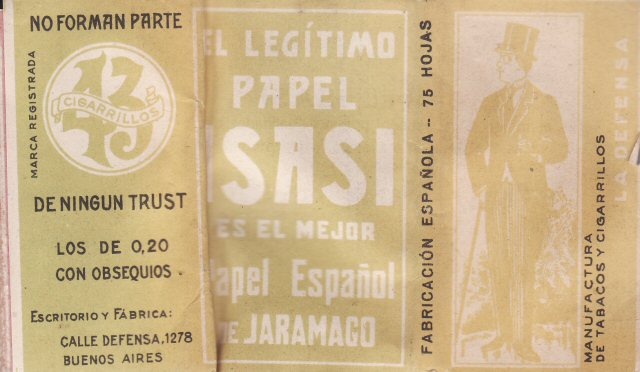 NO FORMAN PARTE
MARCA REGISTRADA
43
CIGARRILLOS
DE NINGUN TRUST
LOS DE 0,20
CON OBSEQUIOS
ESCRITORIO Y FÁBRICA:
CALLE DEFENSA, 1278
BUENOS AIRES
EL LEGÍTIMO
PAPEL
ISASI
ES EL MEJOR
Papel Español
DE JARAMAGO
FABRICACIÓN ESPAÑOLA -- 75 HOJAS
MANUFACTURA
DE TABACOS Y CIGARRILLOS
LA DEFENSA